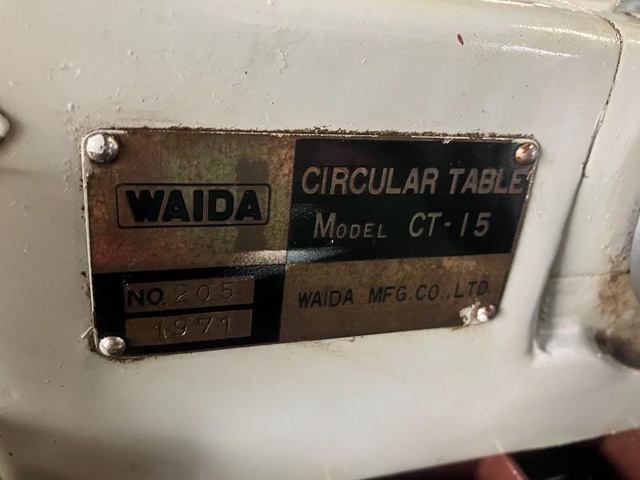 WAIDA
CIRCULAR TABLE
MODEL CT-15
NO. 205
1971
WAIDA MFG. CO., LTD.